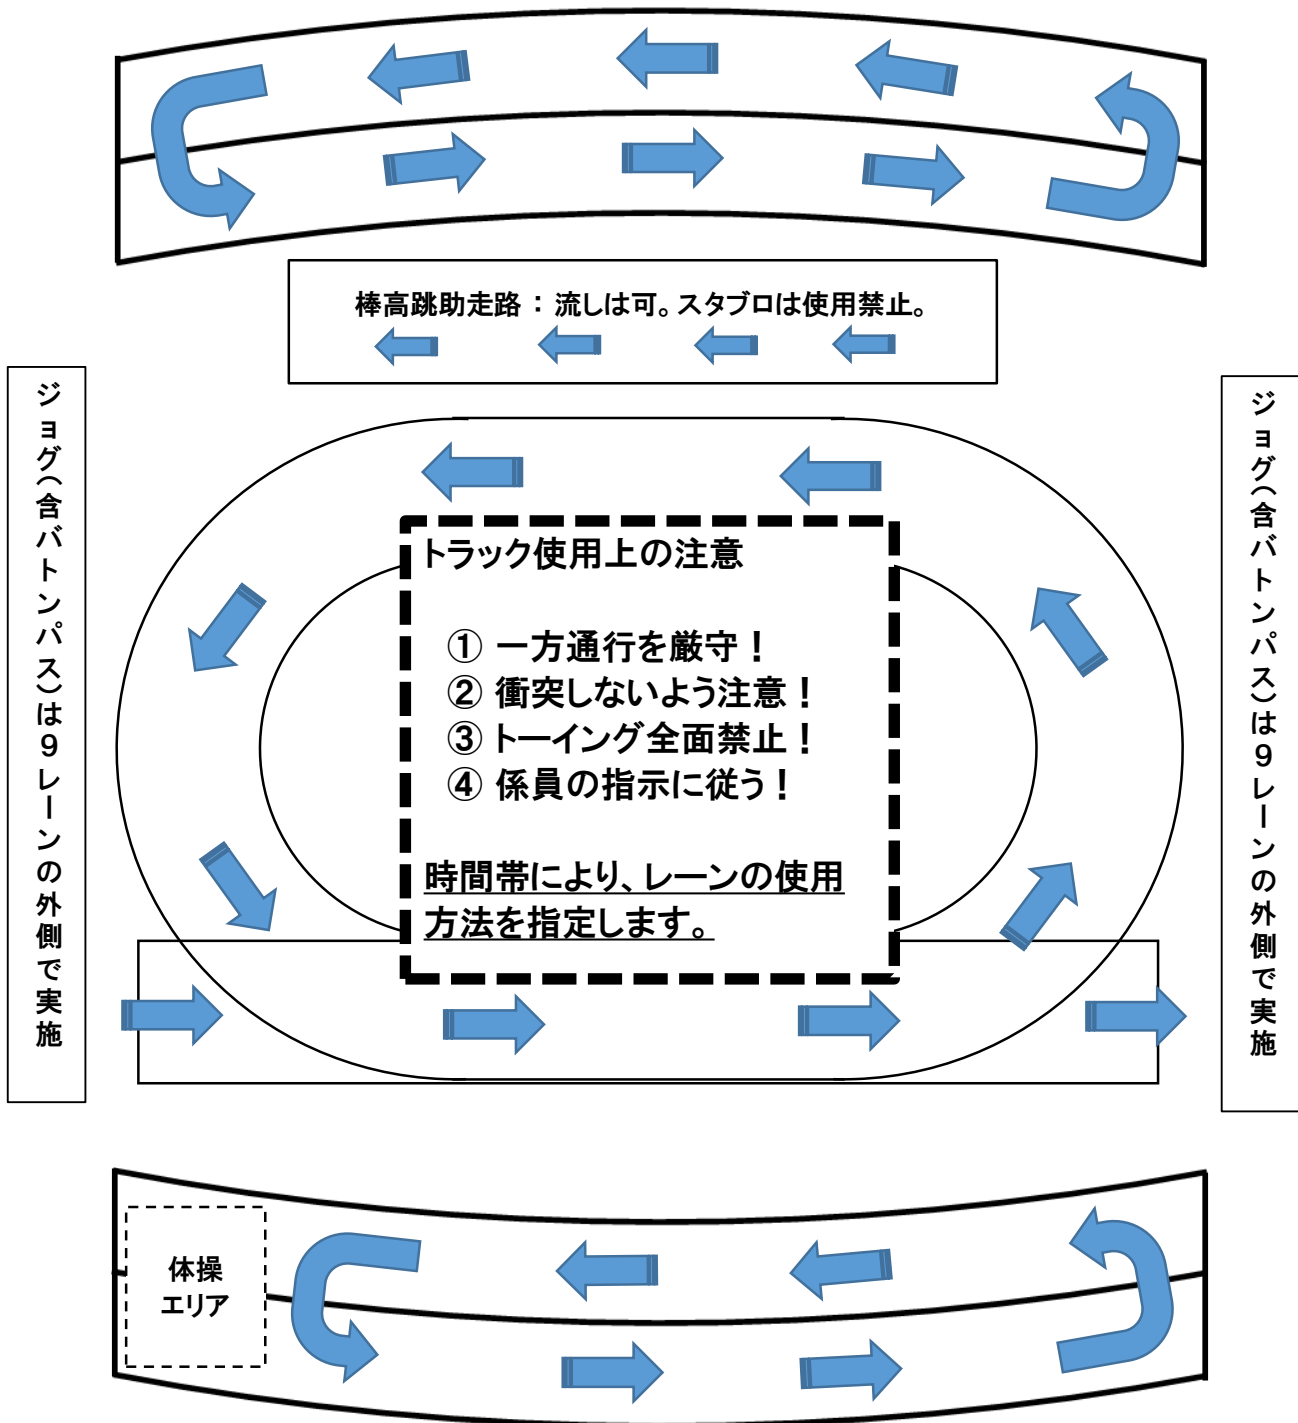 棒高跳助走路：流しは可。スタブロは使用禁止。
ジョグ（含バトンパス）は９レーンの外側で実施
ジョグ（含バトンパス）は９レーンの外側で実施
トラック使用上の注意
① 一方通行を厳守！
② 衝突しないよう注意！
③ トーイング全面禁止！
④ 係員の指示に従う！
時間帯により、レーンの使用
方法を指定します。
体操
エリア